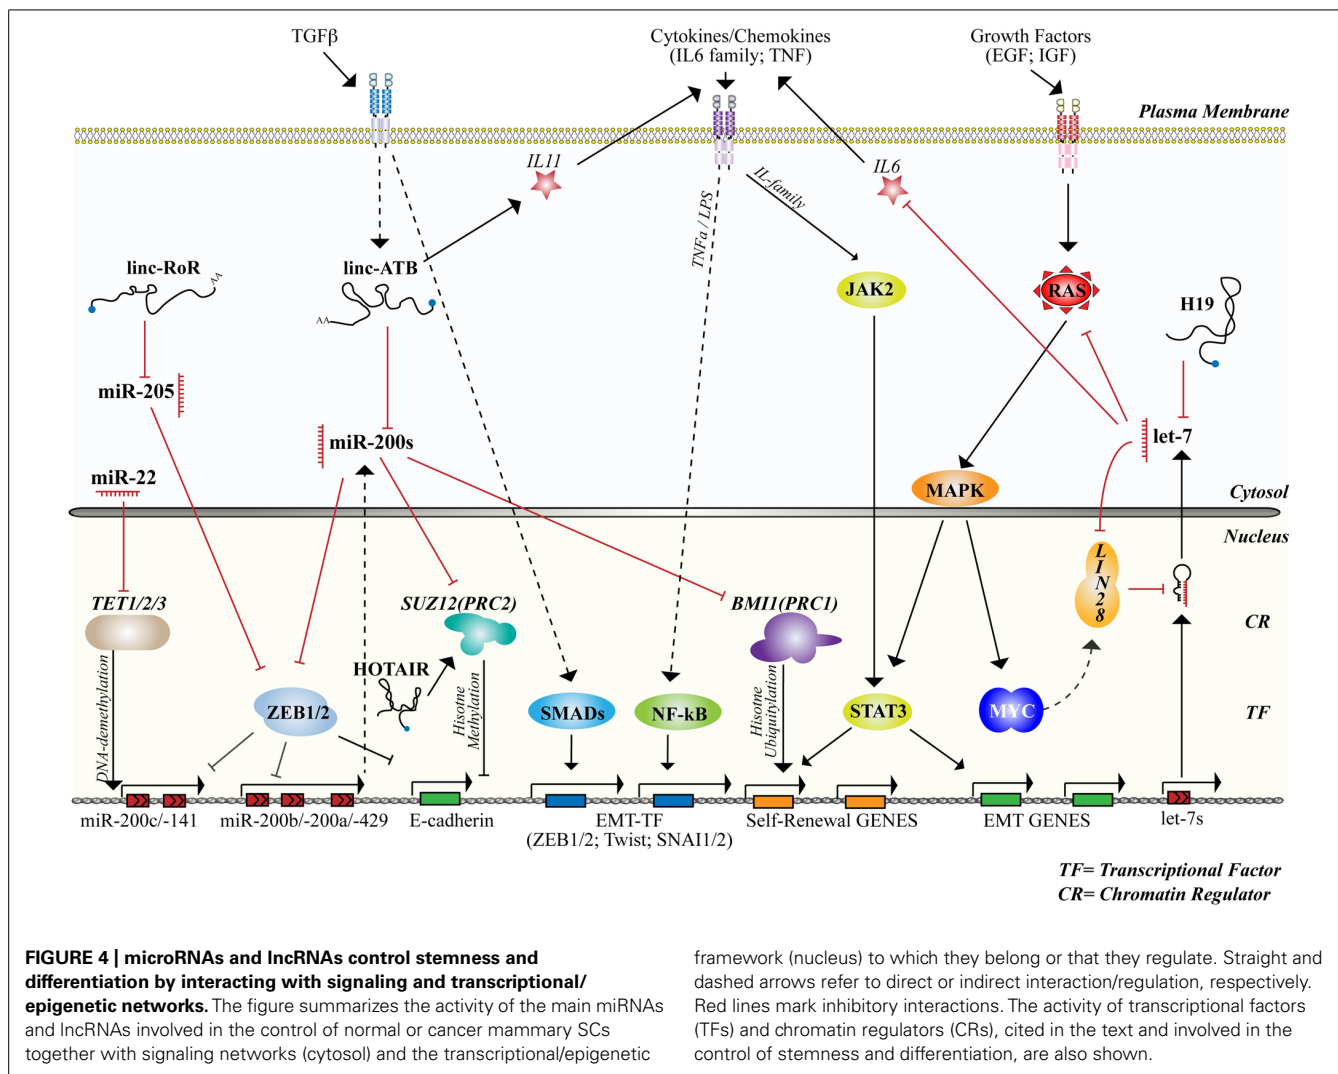 TGFβ
Cytokines/Chemokines
(IL6 family; TNF)
Growth Factors
(EGF; IGF)
Plasma Membrane
IL11
IL6
IL-family
TNFa / LPS
linc-RoR
AA
linc-ATB
AA
JAK2
RAS
H19
miR-205
miR-200s
let-7
miR-22
MAPK
Cytosol
Nucleus
LIN28
TET1/2/3
SUZ12(PRC2)
BMI1(PRC1)
CR
HOTAIR
DNA-demethylation
ZEB1/2
Hisotne
Methylation
SMADs
NF-kB
Hisotne
Ubiquitylation
STAT3
MYC
TF
miR-200c/-141
miR-200b/-200a/-429
E-cadherin
EMT-TF
(ZEB1/2; Twist; SNAI1/2)
Self-Renewal GENES
EMT GENES
let-7s
TF= Transcriptional Factor
CR= Chromatin Regulator
FIGURE 4 | microRNAs and lncRNAs control stemness and
differentiation by interacting with signaling and transcriptional/
epigenetic networks. The figure summarizes the activity of the main miRNAs
and lncRNAs involved in the control of normal or cancer mammary SCs
together with signaling networks (cytosol) and the transcriptional/epigenetic
framework (nucleus) to which they belong or that they regulate. Straight and
dashed arrows refer to direct or indirect interaction/regulation, respectively.
Red lines mark inhibitory interactions. The activity of transcriptional factors
(TFs) and chromatin regulators (CRs), cited in the text and involved in the
control of stemness and differentiation, are also shown.